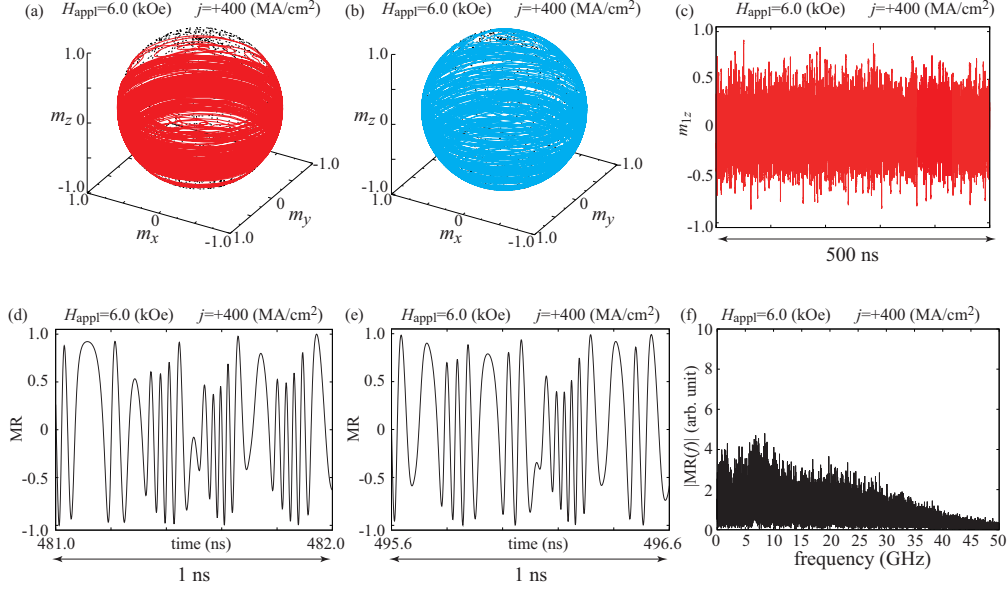 (a) H_appl=6.0 (kOe) j=+400 (MA/cm²)
1.0
m_z 0
-1.0
1.0
0
m_x
-1.0
1.0
0
m_y
-1.0
(b) H_appl=6.0 (kOe) j=+400 (MA/cm²)
1.0
m_z 0
-1.0
1.0
0
m_x
-1.0
1.0
0
m_y
-1.0
(c) H_appl=6.0 (kOe) j=+400 (MA/cm²)
1.0
0.5
m_1z 0
-0.5
-1.0
500 ns
(d) H_appl=6.0 (kOe) j=+400 (MA/cm²)
1.0
0.5
MR 0
-0.5
-1.0
481.0 time (ns) 482.0
1 ns
(e) H_appl=6.0 (kOe) j=+400 (MA/cm²)
1.0
0.5
MR 0
-0.5
-1.0
495.6 time (ns) 496.6
1 ns
(f) H_appl=6.0 (kOe) j=+400 (MA/cm²)
10
8
6
4
2
0
|MR(f)| (arb. unit)
0 5 10 15 20 25 30 35 40 45 50
frequency (GHz)